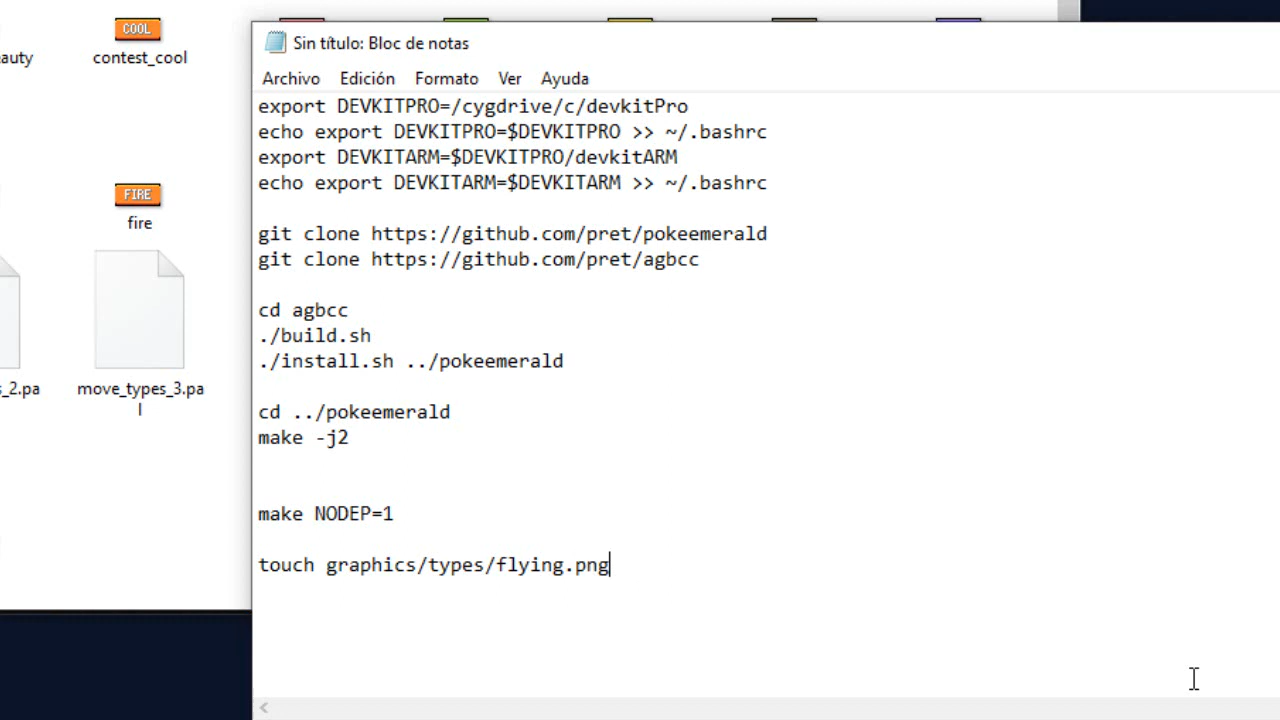 COOL
auty
contest_cool
FIRE
fire
s_2.pa
move_types_3.pa
l
Sin título: Bloc de notas
Archivo Edición Formato Ver Ayuda
export DEVKITPRO=/cygdrive/c/devkitPro
echo export DEVKITPRO=$DEVKITPRO >> ~/.bashrc
export DEVKITARM=$DEVKITPRO/devkitARM
echo export DEVKITARM=$DEVKITARM >> ~/.bashrc
git clone https://github.com/pret/pokeemerald
git clone https://github.com/pret/agbcc
cd agbcc
./build.sh
./install.sh ../pokeemerald
cd ../pokeemerald
make -j2
make NODEP=1
touch graphics/types/flying.png